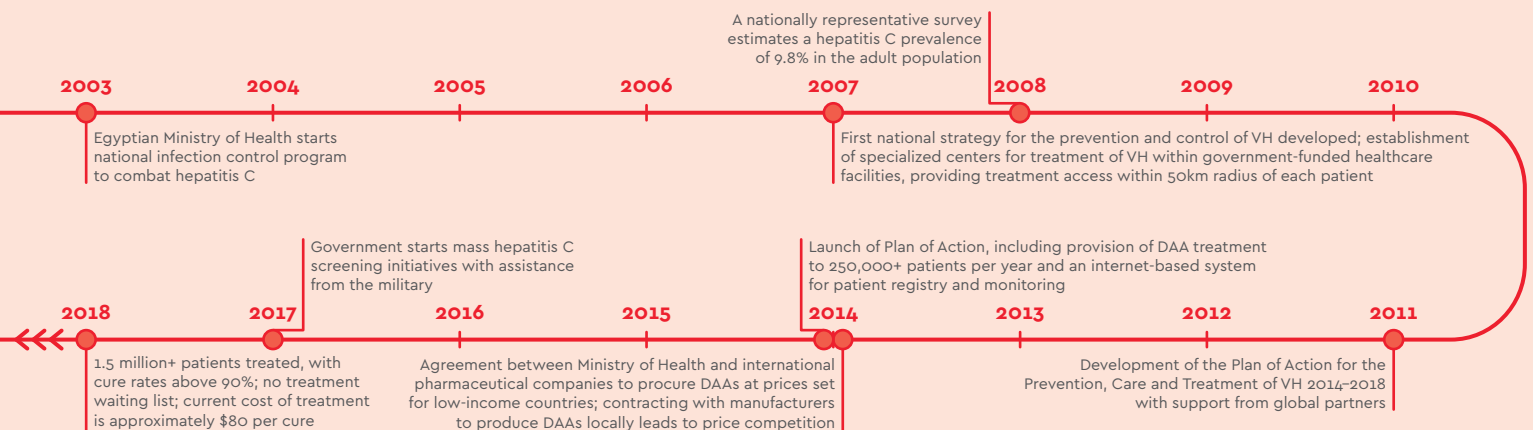 A nationally representative survey
estimates a hepatitis C prevalence
of 9.8% in the adult population
2003 2004 2005 2006 2007 2008 2009 2010
Egyptian Ministry of Health starts
national infection control program
to combat hepatitis C
First national strategy for the prevention and control of VH developed; establishment
of specialized centers for treatment of VH within government-funded healthcare
facilities, providing treatment access within 50km radius of each patient
Government starts mass hepatitis C
screening initiatives with assistance
from the military
Launch of Plan of Action, including provision of DAA treatment
to 250,000+ patients per year and an internet-based system
for patient registry and monitoring
2018 2017 2016 2015 2014 2013 2012 2011
1.5 million+ patients treated, with
cure rates above 90%; no treatment
waiting list; current cost of treatment
is approximately $80 per cure
Agreement between Ministry of Health and international
pharmaceutical companies to procure DAAs at prices set
for low-income countries; contracting with manufacturers
to produce DAAs locally leads to price competition
Development of the Plan of Action for the
Prevention, Care and Treatment of VH 2014–2018
with support from global partners